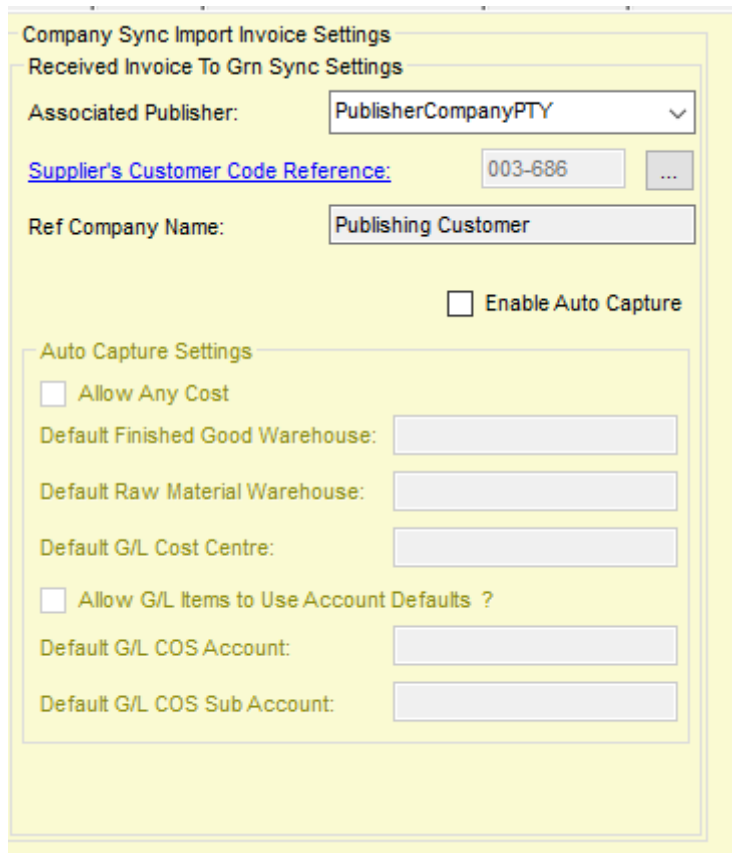 Company Sync Import Invoice Settings
Received Invoice To Grn Sync Settings
Associated Publisher: PublisherCompanyPTY
Supplier's Customer Code Reference: 003-686 ...
Ref Company Name: Publishing Customer
Enable Auto Capture
Auto Capture Settings
Allow Any Cost
Default Finished Good Warehouse:
Default Raw Material Warehouse:
Default G/L Cost Centre:
Allow G/L Items to Use Account Defaults ?
Default G/L COS Account:
Default G/L COS Sub Account: